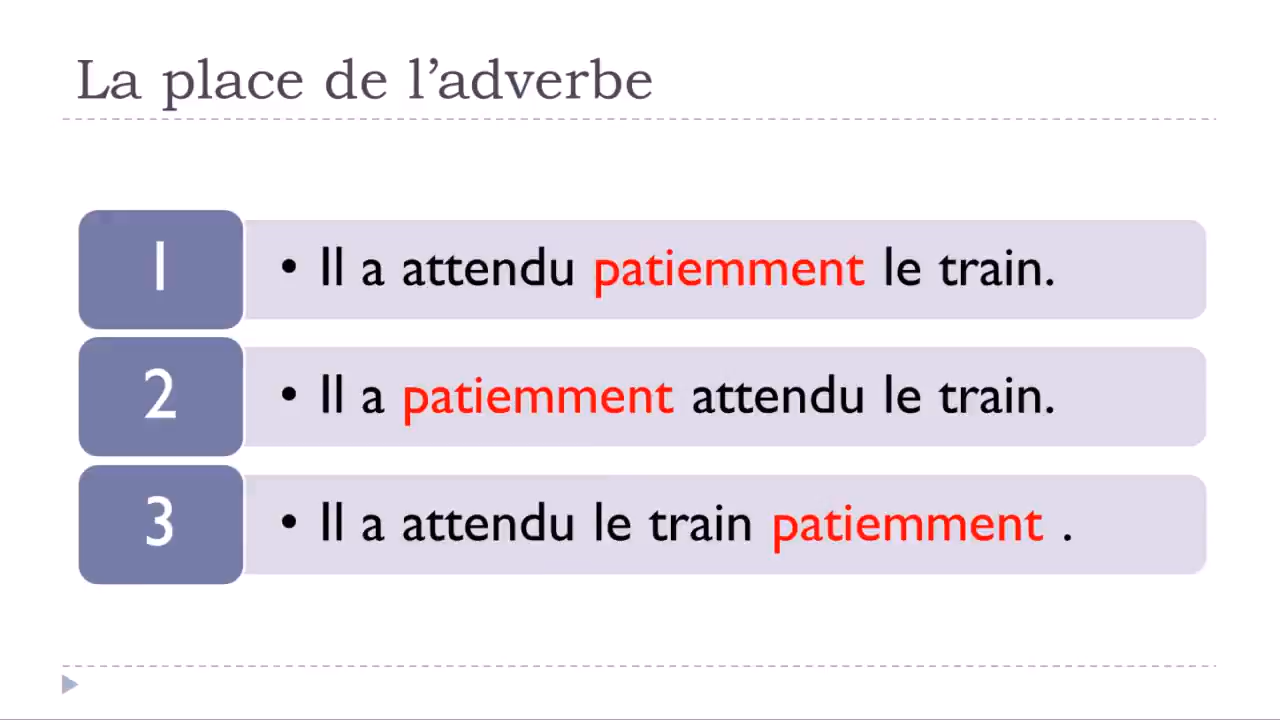 La place de l’adverbe
1
• Il a attendu patiemment le train.
2
• Il a patiemment attendu le train.
3
• Il a attendu le train patiemment .